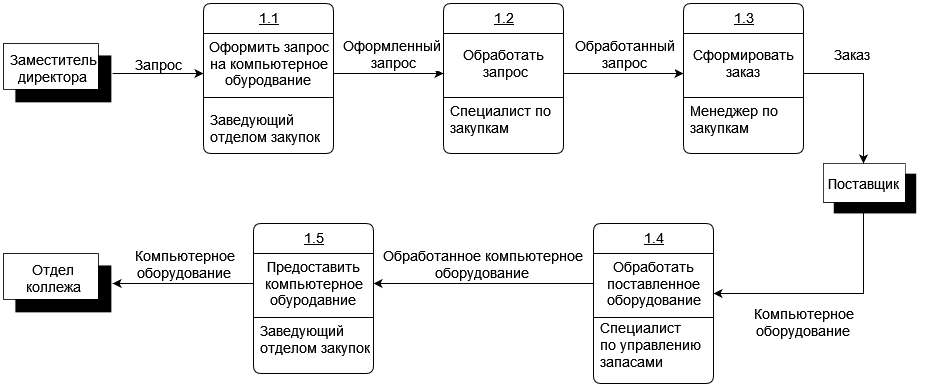 Заместитель
директора
Запрос
1.1
Оформить запрос
на компьютерное
обуродвание
Заведующий
отделом закупок
Оформленный
запрос
1.2
Обработать
запрос
Специалист по
закупкам
Обработанный
запрос
1.3
Сформировать
заказ
Менеджер по
закупкам
Заказ
Поставщик
Компьютерное
оборудование
1.4
Обработать
поставленное
оборудование
Специалист
по управлению
запасами
Обработанное компьютерное
оборудование
1.5
Предоставить
компьютерное
обуродавние
Заведующий
отделом закупок
Компьютерное
оборудование
Отдел
коллежа